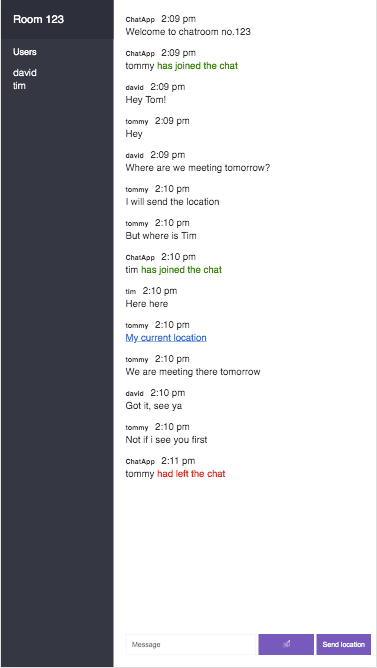 Room 123
Users
david
tim
ChatApp 2:09 pm
Welcome to chatroom no.123
ChatApp 2:09 pm
tommy has joined the chat
david 2:09 pm
Hey Tom!
tommy 2:09 pm
Hey
david 2:09 pm
Where are we meeting tomorrow?
tommy 2:10 pm
I will send the location
tommy 2:10 pm
But where is Tim
ChatApp 2:10 pm
tim has joined the chat
tim 2:10 pm
Here here
tommy 2:10 pm
My current location
tommy 2:10 pm
We are meeting there tomorrow
david 2:10 pm
Got it, see ya
tommy 2:10 pm
Not if i see you first
ChatApp 2:11 pm
tommy had left the chat
Message
Send location